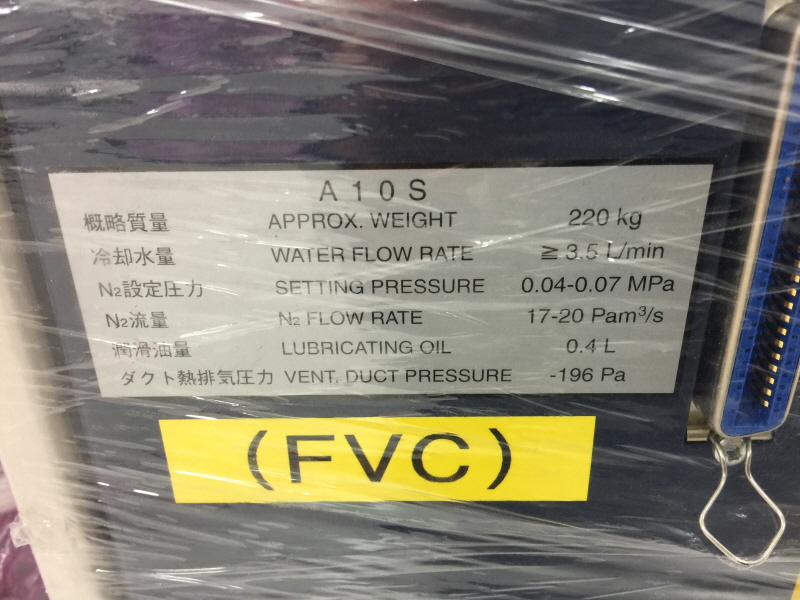 A10S
概略質量 APPROX. WEIGHT 220 kg
冷却水量 WATER FLOW RATE ≧ 3.5 L/min
N₂設定圧力 SETTING PRESSURE 0.04-0.07 MPa
N₂流量 N₂ FLOW RATE 17-20 Pam³/s
潤滑油量 LUBRICATING OIL 0.4 L
ダクト熱排気圧力 VENT. DUCT PRESSURE -196 Pa
(FVC)